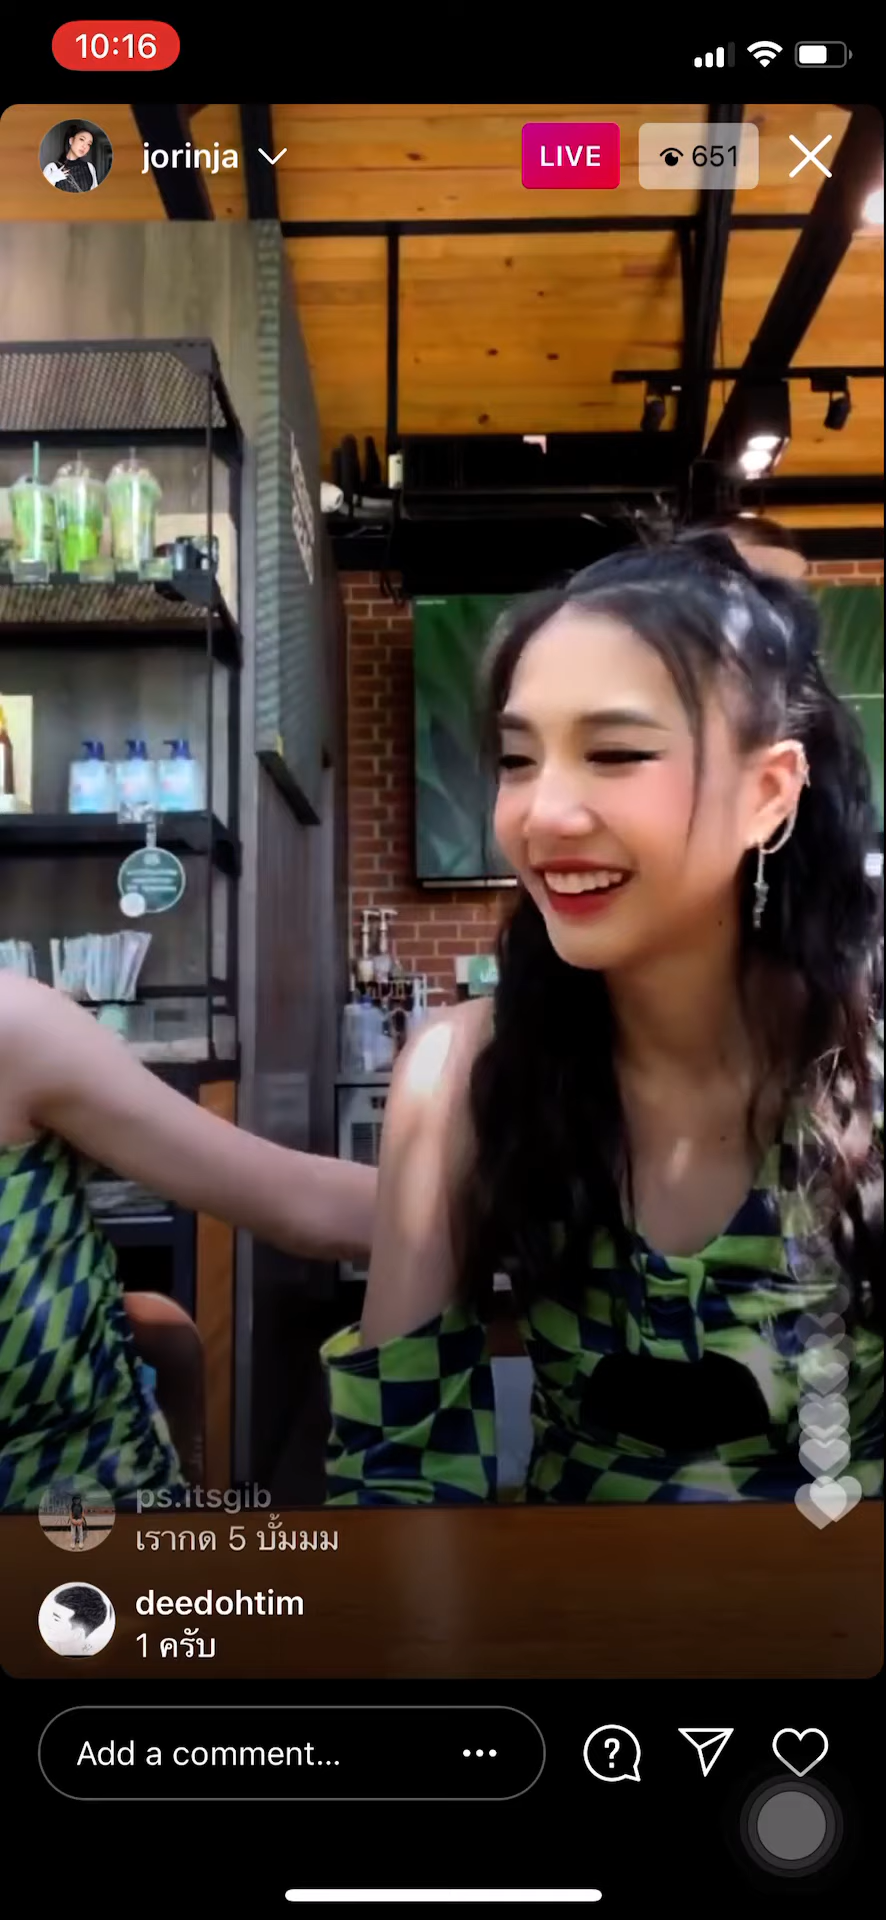 10:16
jorinja
LIVE
651
ps.itsgib
เรากด 5 บั้มมม
deedohtim
1 ครับ
Add a comment...